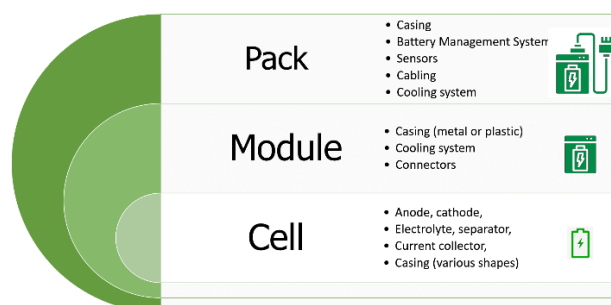 Pack
• Casing
• Battery Management System
• Sensors
• Cabling
• Cooling system
Module
• Casing (metal or plastic)
• Cooling system
• Connectors
Cell
• Anode, cathode,
• Electrolyte, separator,
• Current collector,
• Casing (various shapes)